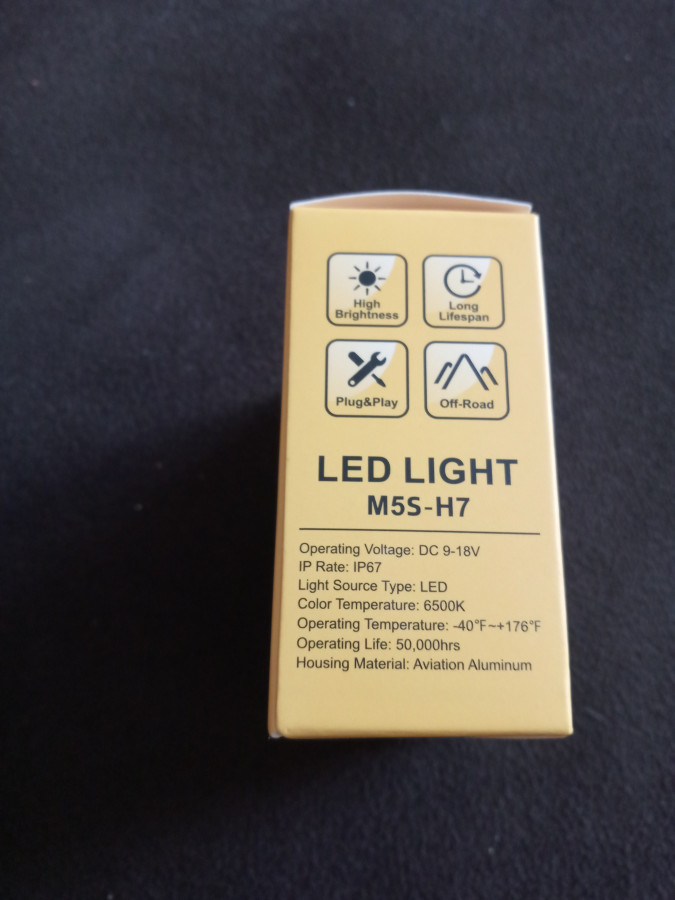 High
Brightness
Long
Lifespan
Plug&Play
Off-Road
LED LIGHT
M5S-H7
Operating Voltage: DC 9-18V
IP Rate: IP67
Light Source Type: LED
Color Temperature: 6500K
Operating Temperature: -40℉~+176℉
Operating Life: 50,000hrs
Housing Material: Aviation Aluminum